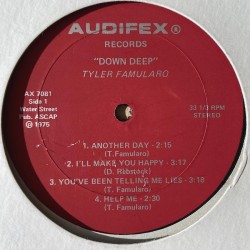 AUDIFEX ®
RECORDS
"DOWN DEEP"
TYLER FAMULARO
AX 7081
Side 1
Water Street
Pub. ASCAP
℗ 1975
33 1/3 RPM
STEREO
1. ANOTHER DAY - 2:15
(T. Famularo)
2. I'LL MAKE YOU HAPPY - 3:13
(D. Rebstock)
3. YOU'VE BEEN TELLING ME LIES - 3:18
(T. Famularo)
4. HELP ME - 2:30
(T. Famularo)